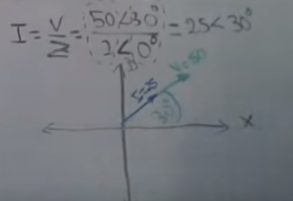 I = V/Z = 50<30°/2<0° = 25<30°
V=50
I=25
30°
X